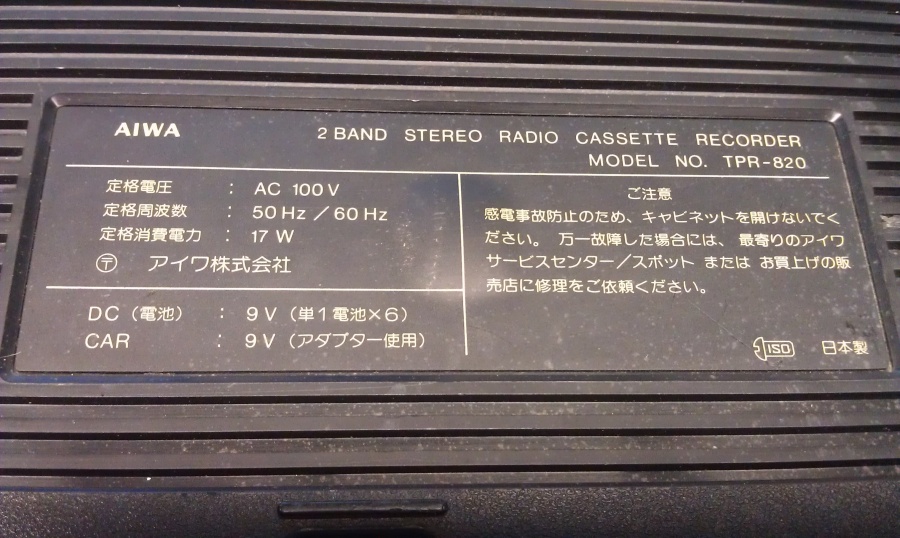 AIWA
2 BAND STEREO RADIO CASSETTE RECORDER
MODEL NO. TPR-820
定格電圧 : AC 100V
定格周波数 : 50Hz/60Hz
定格消費電力 : 17W
〒 アイワ株式会社
DC(電池) : 9V(単1電池×6)
CAR : 9V(アダプター使用)
ご注意
感電事故防止のため、キャビネットを開けないでく
ださい。 万一故障した場合には、最寄りのアイワ
サービスセンター/スポット または お買上げの販
売店に修理をご依頼ください。
ISO 日本製